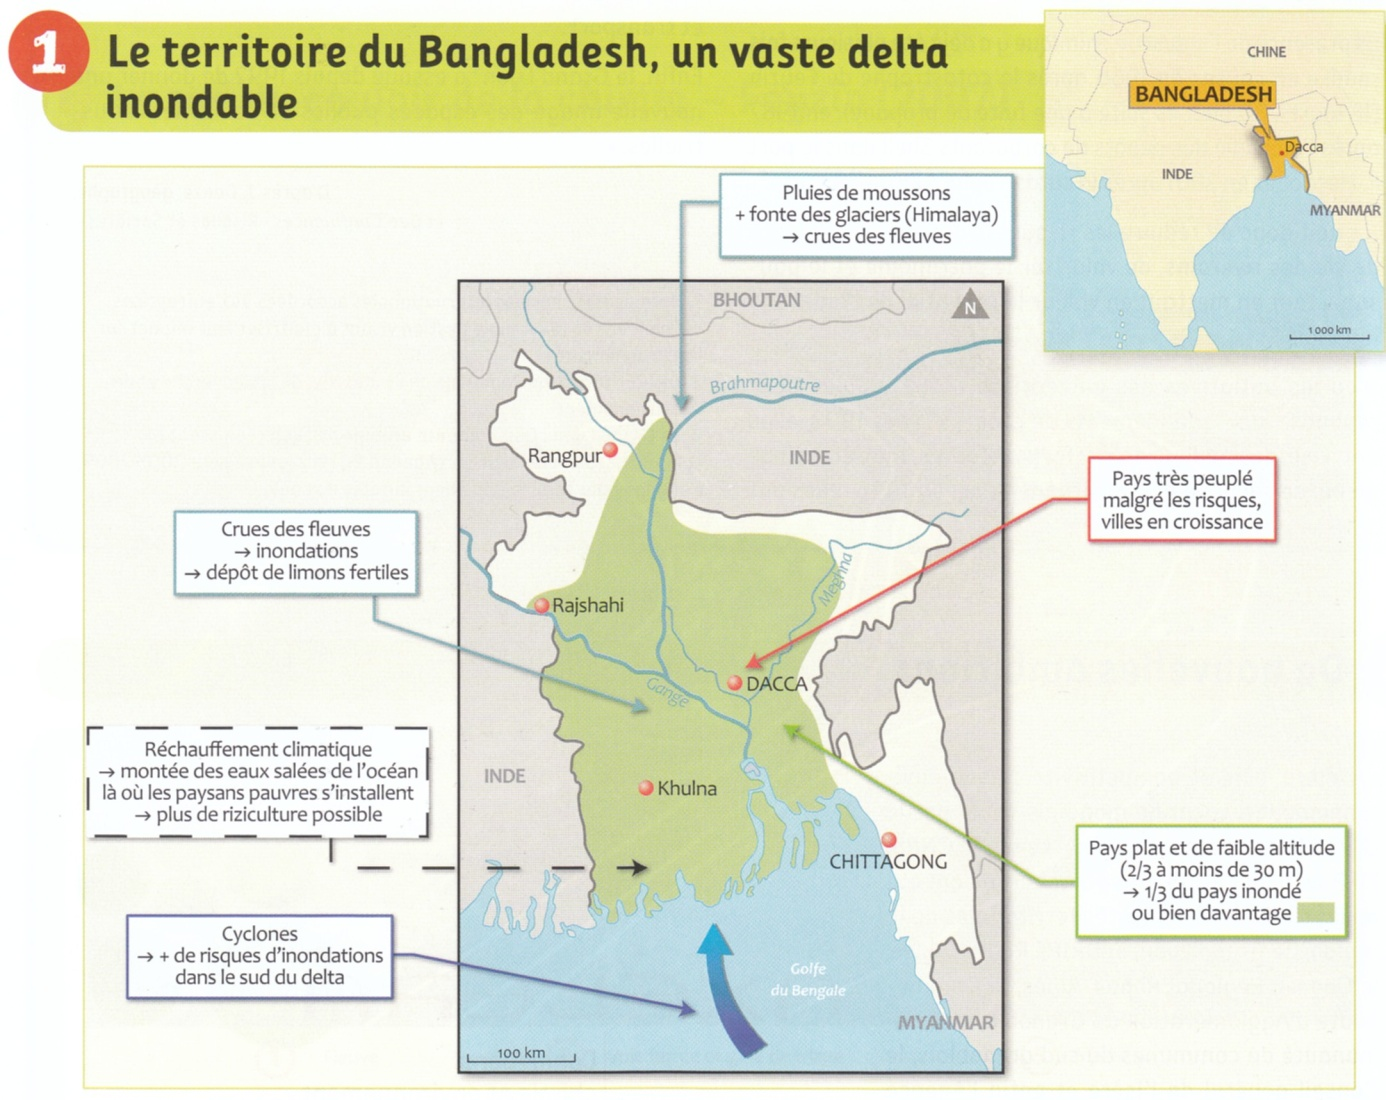 1
Le territoire du Bangladesh, un vaste delta
inondable
CHINE
BANGLADESH
Dacca
INDE
MYANMAR
1 000 km
Pluies de moussons
+ fonte des glaciers (Himalaya)
→ crues des fleuves
BHOUTAN
N
Brahmapoutre
Rangpur
INDE
Pays très peuplé
malgré les risques,
villes en croissance
Crues des fleuves
→ inondations
→ dépôt de limons fertiles
Meghna
Rajshahi
DACCA
Gange
Réchauffement climatique
→ montée des eaux salées de l'océan
là où les paysans pauvres s'installent
→ plus de riziculture possible
INDE
Khulna
CHITTAGONG
Pays plat et de faible altitude
(2/3 à moins de 30 m)
→ 1/3 du pays inondé
ou bien davantage
Cyclones
→ + de risques d'inondations
dans le sud du delta
Golfe
du Bengale
MYANMAR
100 km